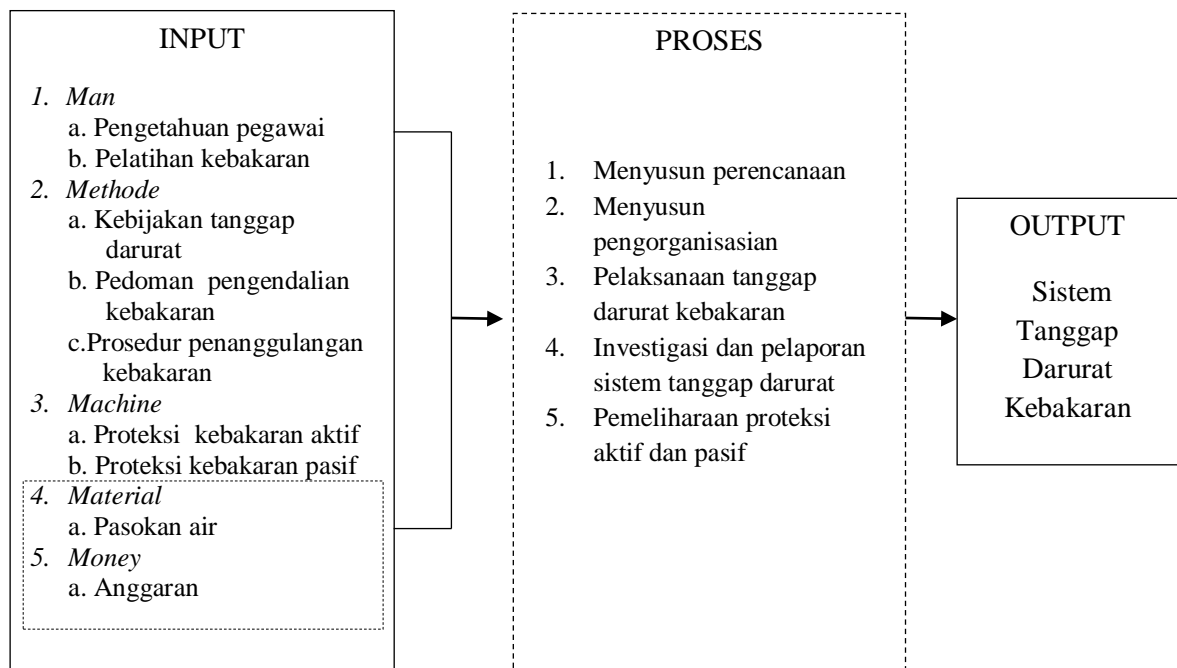 INPUT
1. Man
a. Pengetahuan pegawai
b. Pelatihan kebakaran
2. Methode
a. Kebijakan tanggap
darurat
b. Pedoman pengendalian
kebakaran
c.Prosedur penanggulangan
kebakaran
3. Machine
a. Proteksi kebakaran aktif
b. Proteksi kebakaran pasif
4. Material
a. Pasokan air
5. Money
a. Anggaran
PROSES
1. Menyusun perencanaan
2. Menyusun
pengorganisasian
3. Pelaksanaan tanggap
darurat kebakaran
4. Investigasi dan pelaporan
sistem tanggap darurat
5. Pemeliharaan proteksi
aktif dan pasif
OUTPUT
Sistem
Tanggap
Darurat
Kebakaran